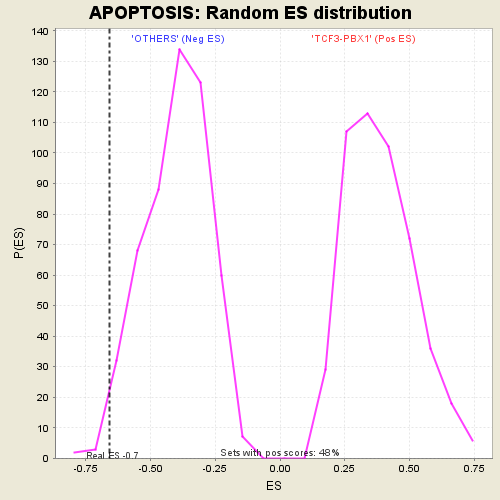 APOPTOSIS: Random ES distribution
'OTHERS' (Neg ES) 'TCF3-PBX1' (Pos ES)
140
130
120
110
100
90
80
70
60
50
40
30
20
10
0
P(ES)
Real ES -0.7 Sets with pos scores: 48%
-0.75 -0.50 -0.25 0.00 0.25 0.50 0.75
ES